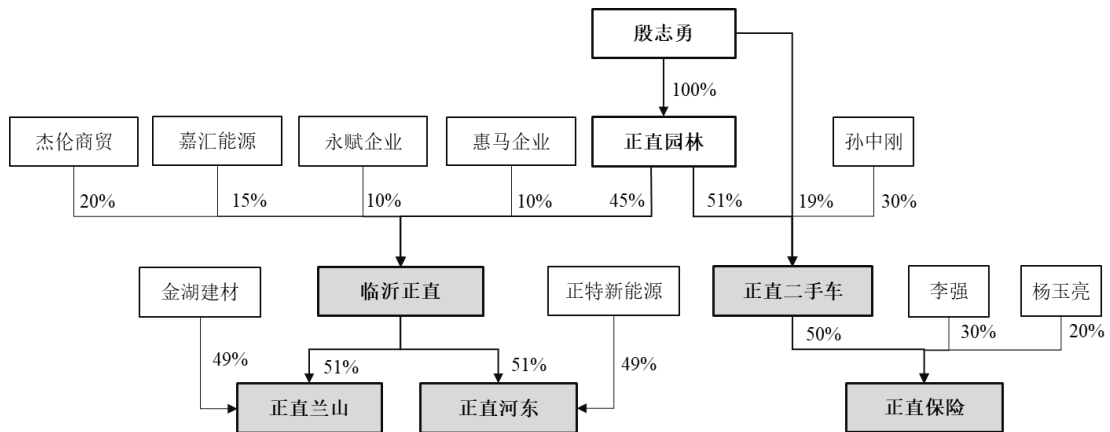 殷志勇
100%
杰伦商贸
嘉汇能源
永赋企业
惠马企业
正直园林
孙中刚
20%
15%
10%
10%
45%
51%
19%
30%
金湖建材
临沂正直
正特新能源
正直二手车
李强
杨玉亮
49%
51%
51%
49%
50%
30%
20%
正直兰山
正直河东
正直保险